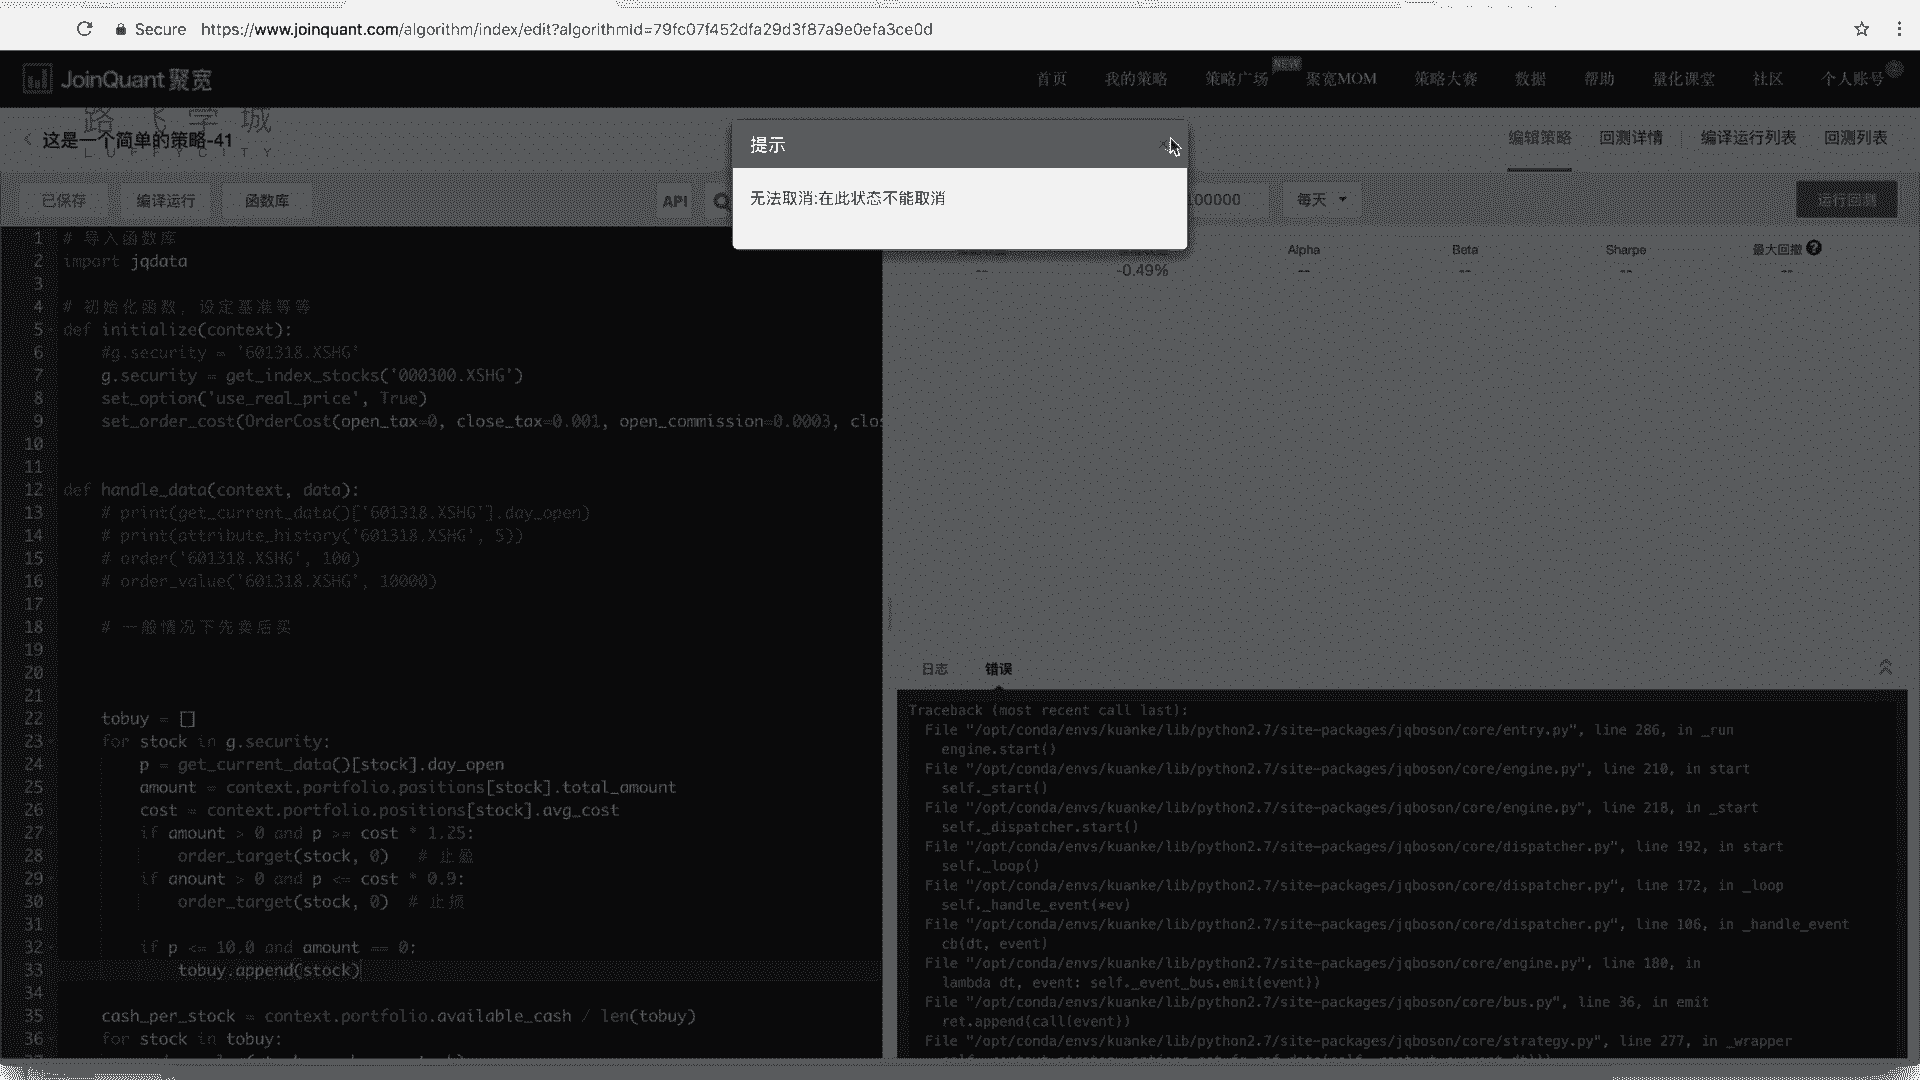 Secure https://www.joinquant.com/algorithm/index/edit?algorithmId=79fc07f452dfa29d3f87a9e0efa3ce0d
JoinQuant 聚宽
首页 我的策略 策略广场 NEW 聚宽MOM 策略大赛 数据 帮助 量化课堂 社区 个人账号
路飞学城
LUFFYCITY
这是一个简单的策略-41
编辑策略 回测详情 编译运行列表 回测列表
提示
无法取消:在此状态不能取消
已保存 编译运行 函数库 API
100000 每天 运行回测
Alpha Beta Sharpe 最大回撤
-- -0.49% -- -- -- --
1 # 导入函数库
2 import jqdata
3
4 # 初始化函数，设定基准等等
5 def initialize(context):
6 #g.security = '601318.XSHG'
7 g.security = get_index_stocks('000300.XSHG')
8 set_option('use_real_price', True)
9 set_order_cost(OrderCost(open_tax=0, close_tax=0.001, open_commission=0.0003, clos
10
11
12 def handle_data(context, data):
13 # print(get_current_data()['601318.XSHG'].day_open)
14 # print(attribute_history('601318.XSHG', 5))
15 # order('601318.XSHG', 100)
16 # order_value('601318.XSHG', 10000)
17
18 # 一般情况下先卖后买
19
20
21
22 tobuy = []
23 for stock in g.security:
24 p = get_current_data()[stock].day_open
25 amount = context.portfolio.positions[stock].total_amount
26 cost = context.portfolio.positions[stock].avg_cost
27 if amount > 0 and p >= cost * 1.25:
28 order_target(stock, 0) # 止盈
29 if anount > 0 and p <= cost * 0.9:
30 order_target(stock, 0) # 止损
31
32 if p <= 10.0 and amount == 0:
33 tobuy.append(stock)
34
35 cash_per_stock = context.portfolio.available_cash / len(tobuy)
36 for stock in tobuy:
日志 错误
Traceback (most recent call last):
File "/opt/conda/envs/kuanke/lib/python2.7/site-packages/jqboson/core/entry.py", line 286, in _run
engine.start()
File "/opt/conda/envs/kuanke/lib/python2.7/site-packages/jqboson/core/engine.py", line 210, in start
self._start()
File "/opt/conda/envs/kuanke/lib/python2.7/site-packages/jqboson/core/engine.py", line 218, in _start
self._dispatcher.start()
File "/opt/conda/envs/kuanke/lib/python2.7/site-packages/jqboson/core/dispatcher.py", line 192, in start
self._loop()
File "/opt/conda/envs/kuanke/lib/python2.7/site-packages/jqboson/core/dispatcher.py", line 172, in _loop
self._handle_event(*ev)
File "/opt/conda/envs/kuanke/lib/python2.7/site-packages/jqboson/core/dispatcher.py", line 106, in _handle_event
cb(dt, event)
File "/opt/conda/envs/kuanke/lib/python2.7/site-packages/jqboson/core/engine.py", line 180, in
lambda dt, event: self._event_bus.emit(event))
File "/opt/conda/envs/kuanke/lib/python2.7/site-packages/jqboson/core/bus.py", line 36, in emit
ret.append(call(event))
File "/opt/conda/envs/kuanke/lib/python2.7/site-packages/jqboson/core/strategy.py", line 277, in _wrapper